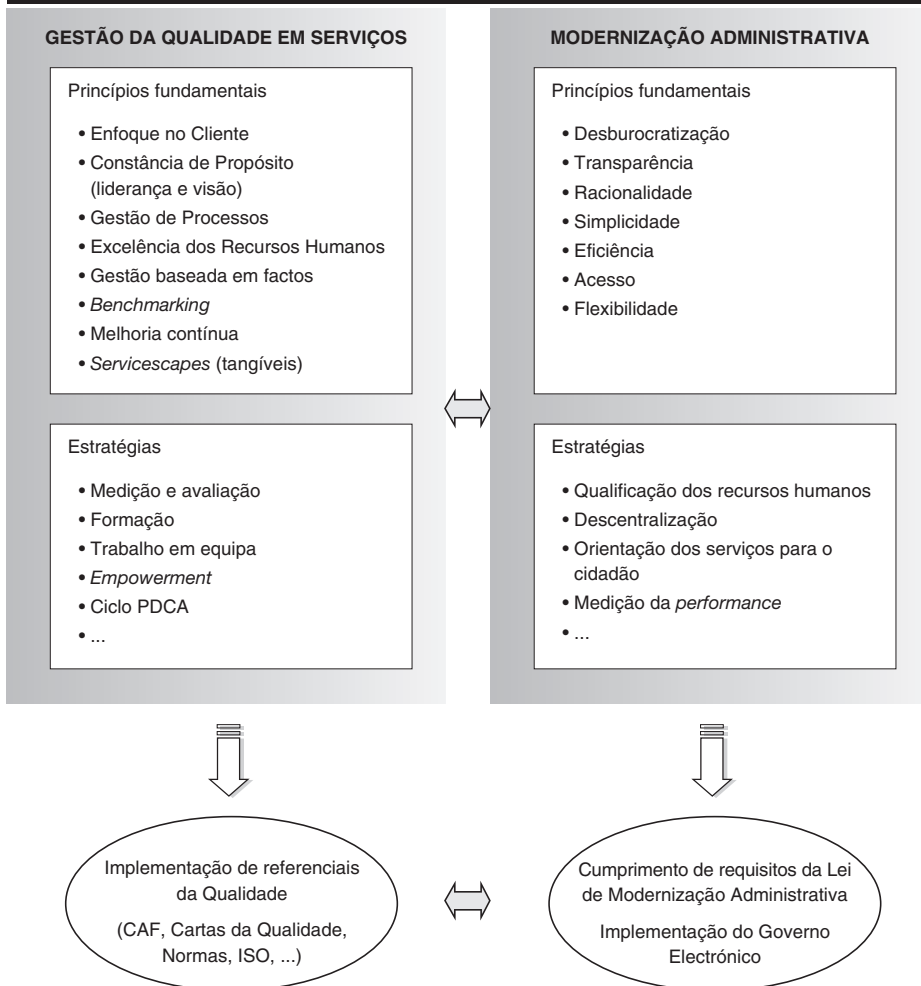 GESTÃO DA QUALIDADE EM SERVIÇOS
Princípios fundamentais
• Enfoque no Cliente
• Constância de Propósito
(liderança e visão)
• Gestão de Processos
• Excelência dos Recursos Humanos
• Gestão baseada em factos
• Benchmarking
• Melhoria contínua
• Servicescapes (tangíveis)
Estratégias
• Medição e avaliação
• Formação
• Trabalho em equipa
• Empowerment
• Ciclo PDCA
• ...
Implementação de referenciais
da Qualidade
(CAF, Cartas da Qualidade,
Normas, ISO, ...)
MODERNIZAÇÃO ADMINISTRATIVA
Princípios fundamentais
• Desburocratização
• Transparência
• Racionalidade
• Simplicidade
• Eficiência
• Acesso
• Flexibilidade
Estratégias
• Qualificação dos recursos humanos
• Descentralização
• Orientação dos serviços para o
cidadão
• Medição da performance
• ...
Cumprimento de requisitos da Lei
de Modernização Administrativa
Implementação do Governo
Electrónico